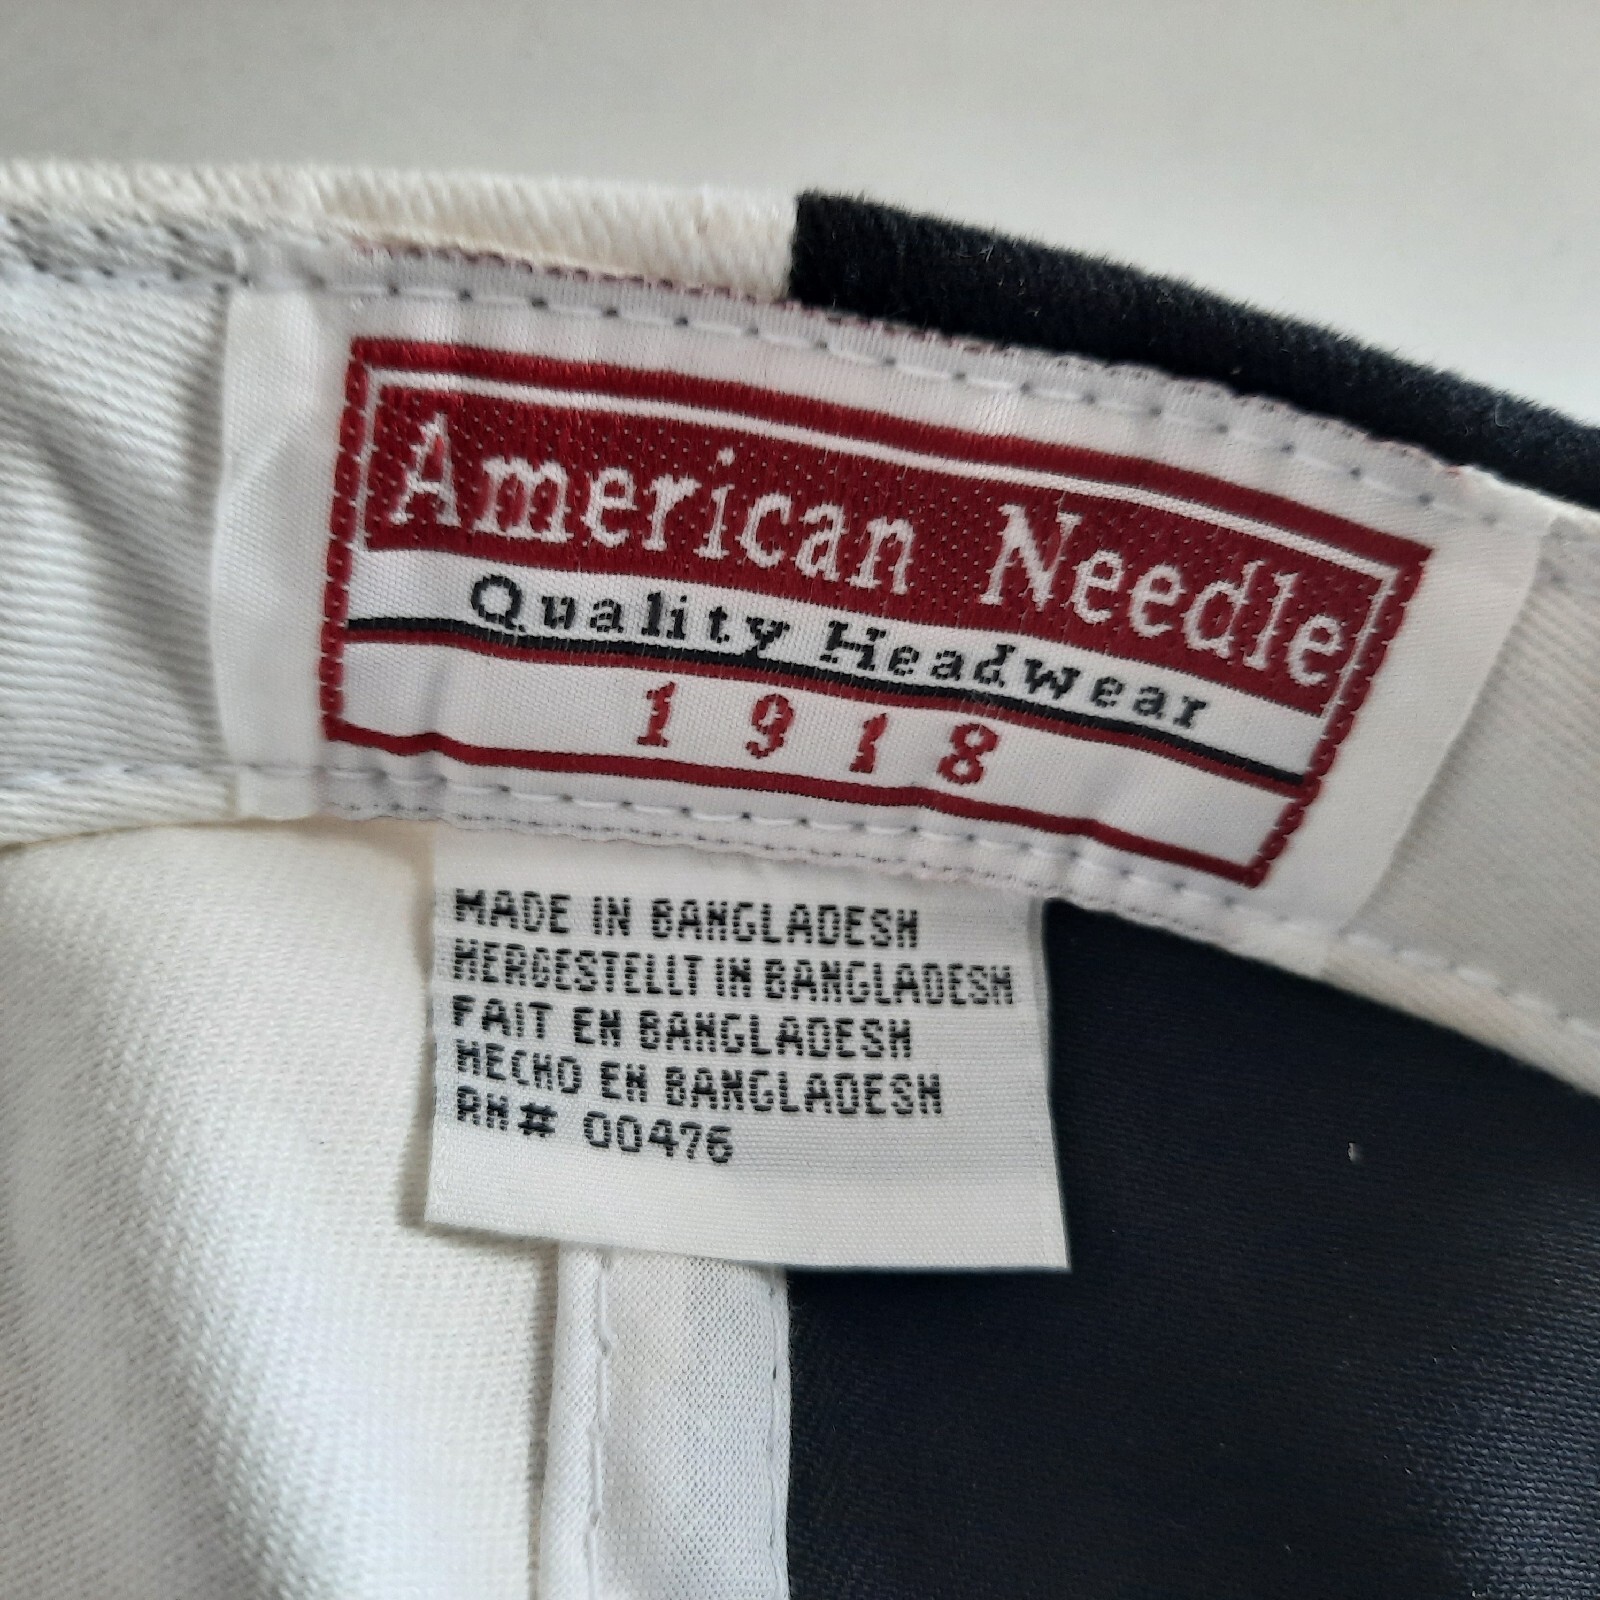 American Needle
Quality Headwear
1918
MADE IN BANGLADESH
HERGESTELLT IN BANGLADESH
FAIT EN BANGLADESH
HECHO EN BANGLADESH
RN# 00476